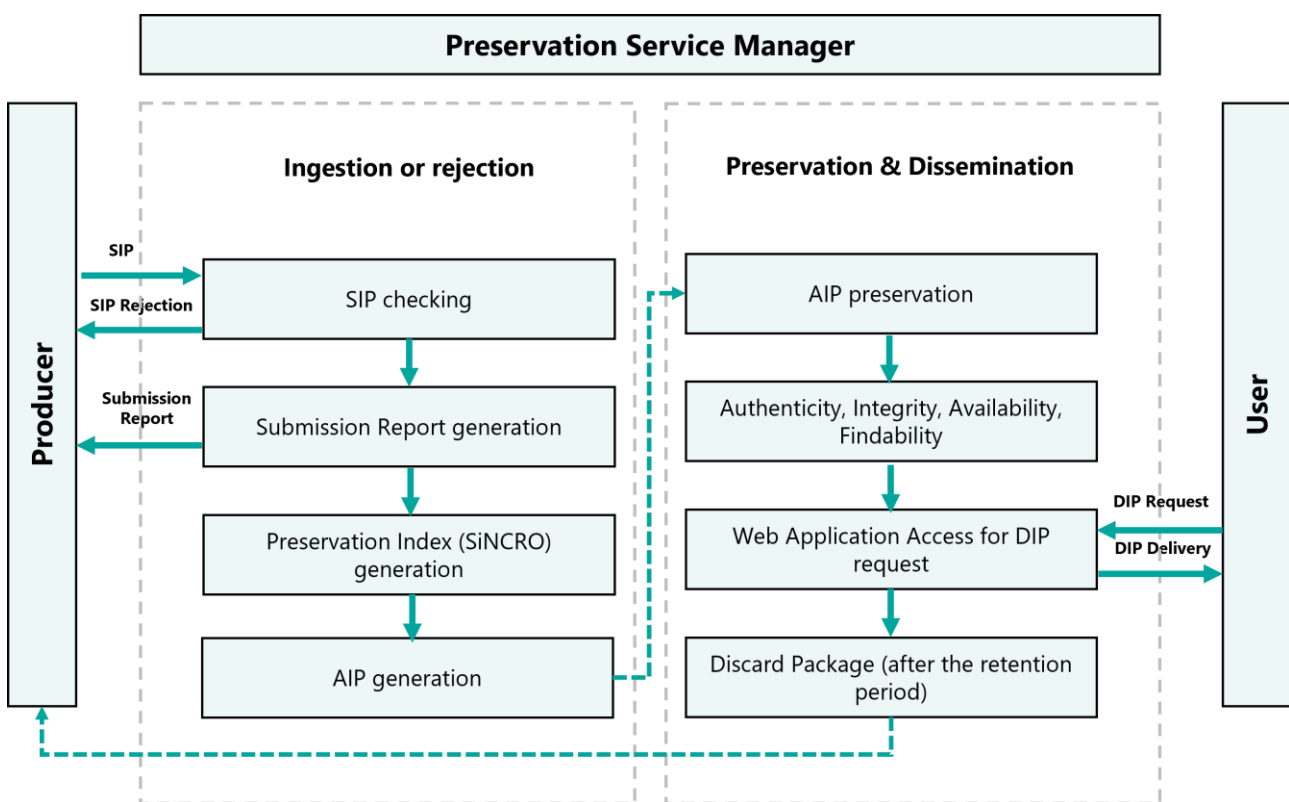 Preservation Service Manager
Producer
Ingestion or rejection
SIP
SIP Rejection
SIP checking
Submission
Report
Submission Report generation
Preservation Index (SiNCRO)
generation
AIP generation
Preservation & Dissemination
AIP preservation
Authenticity, Integrity, Availability,
Findability
Web Application Access for DIP
request
DIP Request
DIP Delivery
Discard Package (after the retention
period)
User